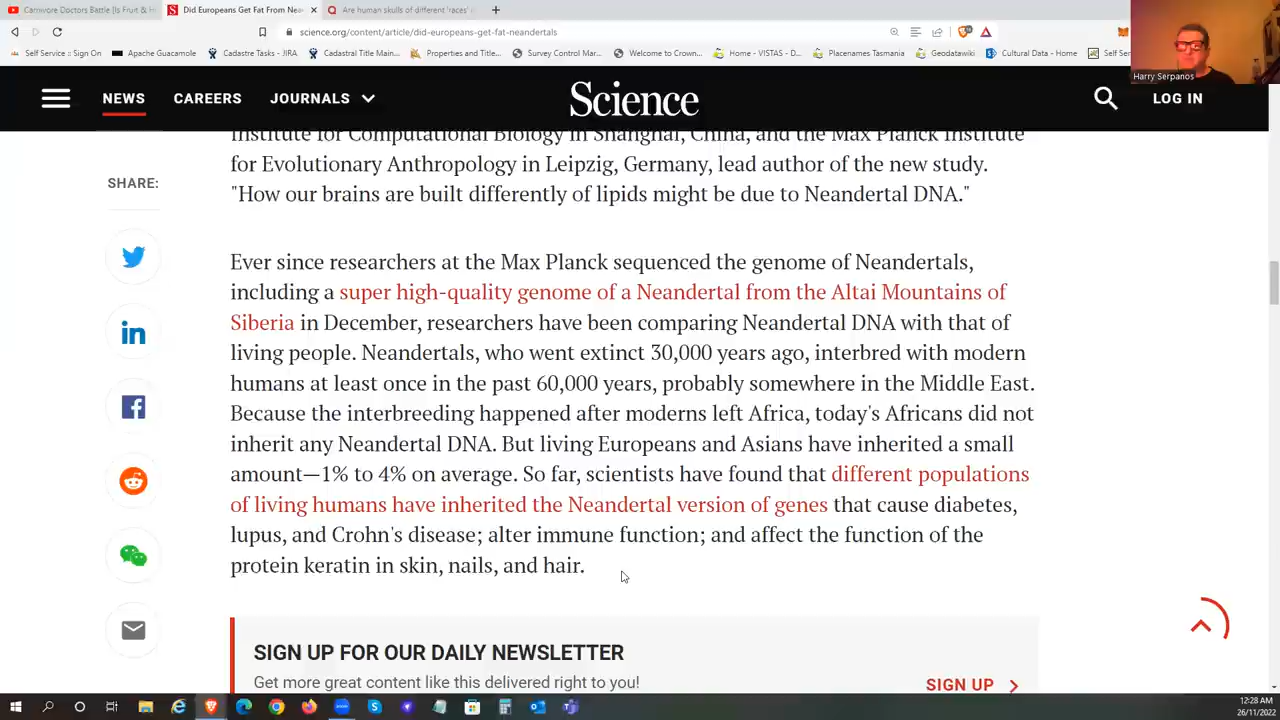 Carnivore Doctors Battle [Is Fruit & H
Did Europeans Get Fat From Nea
Are human skulls of different 'races'
science.org/content/article/did-europeans-get-fat-neandertals
Self Service :: Sign On
Apache Guacamole
Cadastre Tasks - JIRA
Cadastral Title Main...
Properties and Title...
Survey Control Mar...
Welcome to Crown...
Home - VISTAS - D...
Placenames Tasmania
Geodatawiki
Cultural Data - Home
Self Serv
Harry Serpanos
NEWS
CAREERS
JOURNALS
Science
LOG IN
SHARE:
Institute for Computational Biology in Shanghai, China, and the Max Planck Institute
for Evolutionary Anthropology in Leipzig, Germany, lead author of the new study.
"How our brains are built differently of lipids might be due to Neandertal DNA."
Ever since researchers at the Max Planck sequenced the genome of Neandertals,
including a super high-quality genome of a Neandertal from the Altai Mountains of
Siberia in December, researchers have been comparing Neandertal DNA with that of
living people. Neandertals, who went extinct 30,000 years ago, interbred with modern
humans at least once in the past 60,000 years, probably somewhere in the Middle East.
Because the interbreeding happened after moderns left Africa, today's Africans did not
inherit any Neandertal DNA. But living Europeans and Asians have inherited a small
amount—1% to 4% on average. So far, scientists have found that different populations
of living humans have inherited the Neandertal version of genes that cause diabetes,
lupus, and Crohn's disease; alter immune function; and affect the function of the
protein keratin in skin, nails, and hair.
SIGN UP FOR OUR DAILY NEWSLETTER
Get more great content like this delivered right to you!
SIGN UP
12:28 AM
26/11/2022